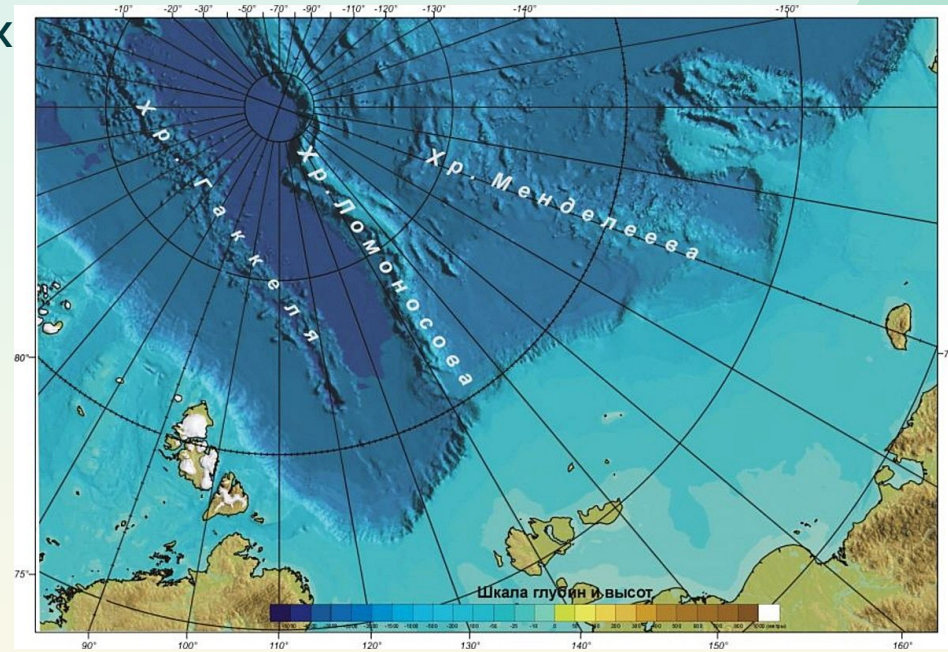 х
-10° -20° -30° -50° -70° -90° -110° -120° -130° -140° -150°
Хр. Гаккеля
Хр. Ломоносова
Хр. Менделеева
80°
75°
Шкала глубин и высот
90° 100° 110° 120° 130° 140° 150° 160°